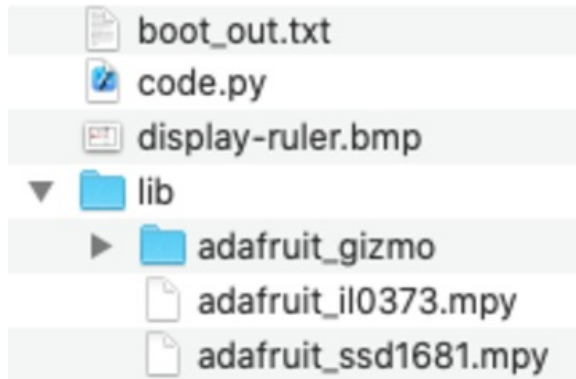 boot_out.txt
code.py
display-ruler.bmp
lib
adafruit_gizmo
adafruit_il0373.mpy
adafruit_ssd1681.mpy